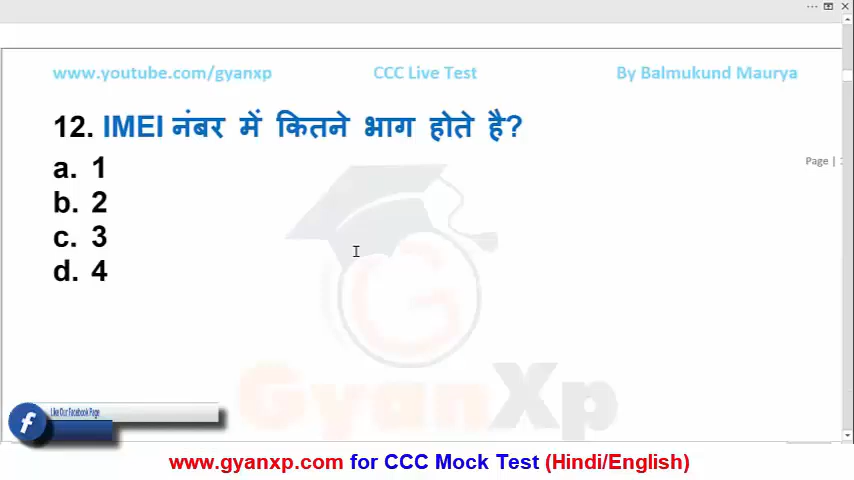 www.youtube.com/gyanxp CCC Live Test By Balmukund Maurya
12. IMEI नंबर में कितने भाग होते है?
Page |
a. 1
b. 2
c. 3
d. 4
GyanXp
Like Our Facebook Page
www.gyanxp.com for CCC Mock Test (Hindi/English)